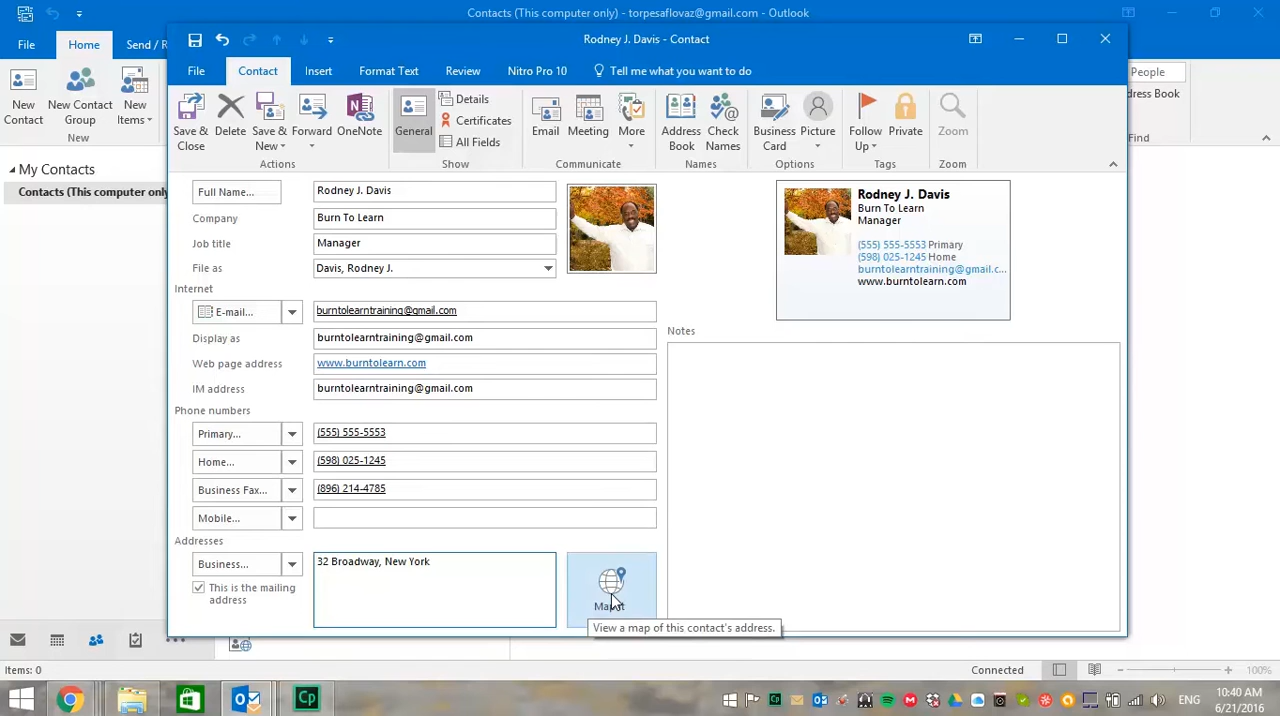 Contacts (This computer only) - torpesaflovaz@gmail.com - Outlook
File
Home
Send / R
People
dress Book
Find
New Contact
New Contact Group
New Items
New
My Contacts
Contacts (This computer only
Rodney J. Davis - Contact
File
Contact
Insert
Format Text
Review
Nitro Pro 10
Tell me what you want to do
Save & Close
Delete
Save & New
Forward
OneNote
Actions
General
Details
Certificates
All Fields
Show
Email
Meeting
More
Communicate
Address Book
Check Names
Names
Business Card
Picture
Options
Follow Up
Private
Tags
Zoom
Zoom
Full Name...
Rodney J. Davis
Company
Burn To Learn
Job title
Manager
File as
Davis, Rodney J.
Internet
E-mail...
burntolearntraining@gmail.com
Display as
burntolearntraining@gmail.com
Web page address
www.burntolearn.com
IM address
burntolearntraining@gmail.com
Phone numbers
Primary...
(555) 555-5553
Home...
(598) 025-1245
Business Fax...
(896) 214-4785
Mobile...
Addresses
Business...
32 Broadway, New York
This is the mailing
address
View a map of this contact's address.
Rodney J. Davis
Burn To Learn
Manager
(555) 555-5553 Primary
(598) 025-1245 Home
burntolearntraining@gmail.c...
www.burntolearn.com
Notes
Items: 0
Connected
100%
Cp
ENG
10:40 AM
6/21/2016